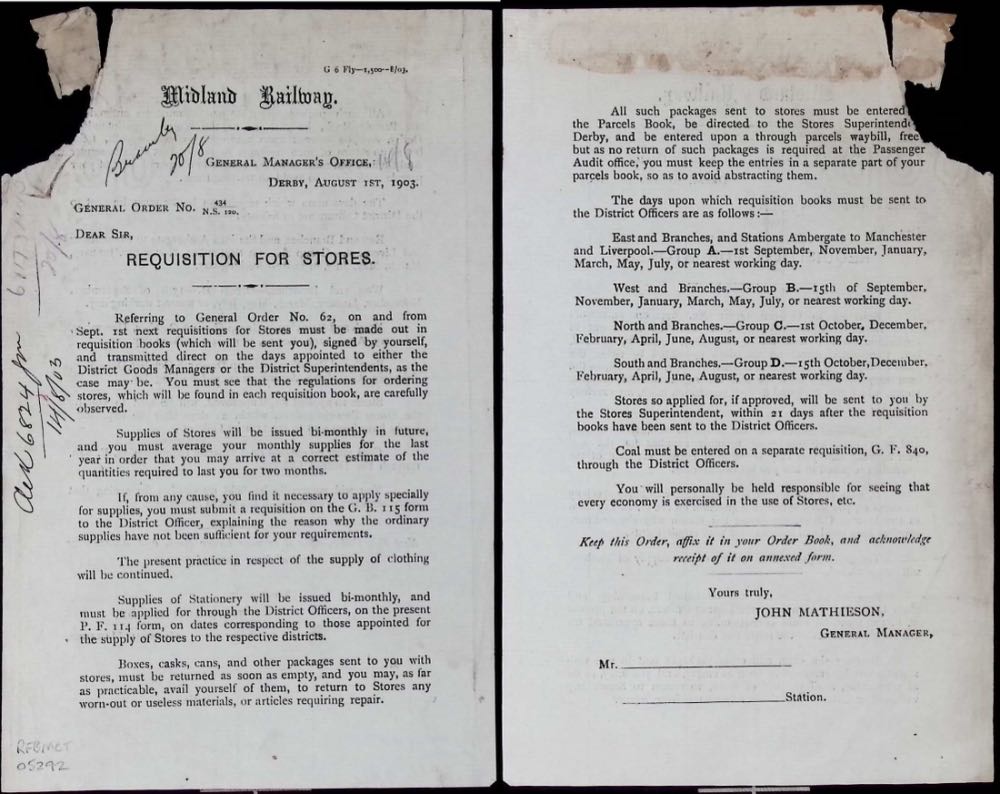 G 6 Fly—1,500—8/03.
Midland Railway.
20/8
GENERAL MANAGER'S OFFICE,
DERBY, AUGUST 1ST, 1903.
GENERAL ORDER No. 434
N.S. 120.
DEAR SIR,
REQUISITION FOR STORES.
Referring to General Order No. 62, on and from
Sept. 1st next requisitions for Stores must be made out in
requisition books (which will be sent you), signed by yourself,
and transmitted direct on the days appointed to either the
District Goods Managers or the District Superintendents, as the
case may be. You must see that the regulations for ordering
stores, which will be found in each requisition book, are carefully
observed.
Supplies of Stores will be issued bi-monthly in future,
and you must average your monthly supplies for the last
year in order that you may arrive at a correct estimate of the
quantities required to last you for two months.
If, from any cause, you find it necessary to apply specially
for supplies, you must submit a requisition on the G. B. 115 form
to the District Officer, explaining the reason why the ordinary
supplies have not been sufficient for your requirements.
The present practice in respect of the supply of clothing
will be continued.
Supplies of Stationery will be issued bi-monthly, and
must be applied for through the District Officers, on the present
P. F. 114 form, on dates corresponding to those appointed for
the supply of Stores to the respective districts.
Boxes, casks, cans, and other packages sent to you with
stores, must be returned as soon as empty, and you may, as far
as practicable, avail yourself of them, to return to Stores any
worn-out or useless materials, or articles requiring repair.
6824
14/8/03
20/8
RFBMCT
05292
All such packages sent to stores must be entered
the Parcels Book, be directed to the Stores Superintende
Derby, and be entered upon a through parcels waybill, free
but as no return of such packages is required at the Passenger
Audit office, you must keep the entries in a separate part of your
parcels book, so as to avoid abstracting them.
The days upon which requisition books must be sent to
the District Officers are as follows :—
East and Branches, and Stations Ambergate to Manchester
and Liverpool.—Group A.—1st September, November, January,
March, May, July, or nearest working day.
West and Branches.—Group B.—15th of September,
November, January, March, May, July, or nearest working day.
North and Branches.—Group C.—1st October, December,
February, April, June, August, or nearest working day.
South and Branches.—Group D.—15th October, December,
February, April, June, August, or nearest working day.
Stores so applied for, if approved, will be sent to you by
the Stores Superintendent, within 21 days after the requisition
books have been sent to the District Officers.
Coal must be entered on a separate requisition, G. F. 840,
through the District Officers.
You will personally be held responsible for seeing that
every economy is exercised in the use of Stores, etc.
Keep this Order, affix it in your Order Book, and acknowledge
receipt of it on annexed form.
Yours truly,
JOHN MATHIESON,
GENERAL MANAGER,
Mr.
Station.